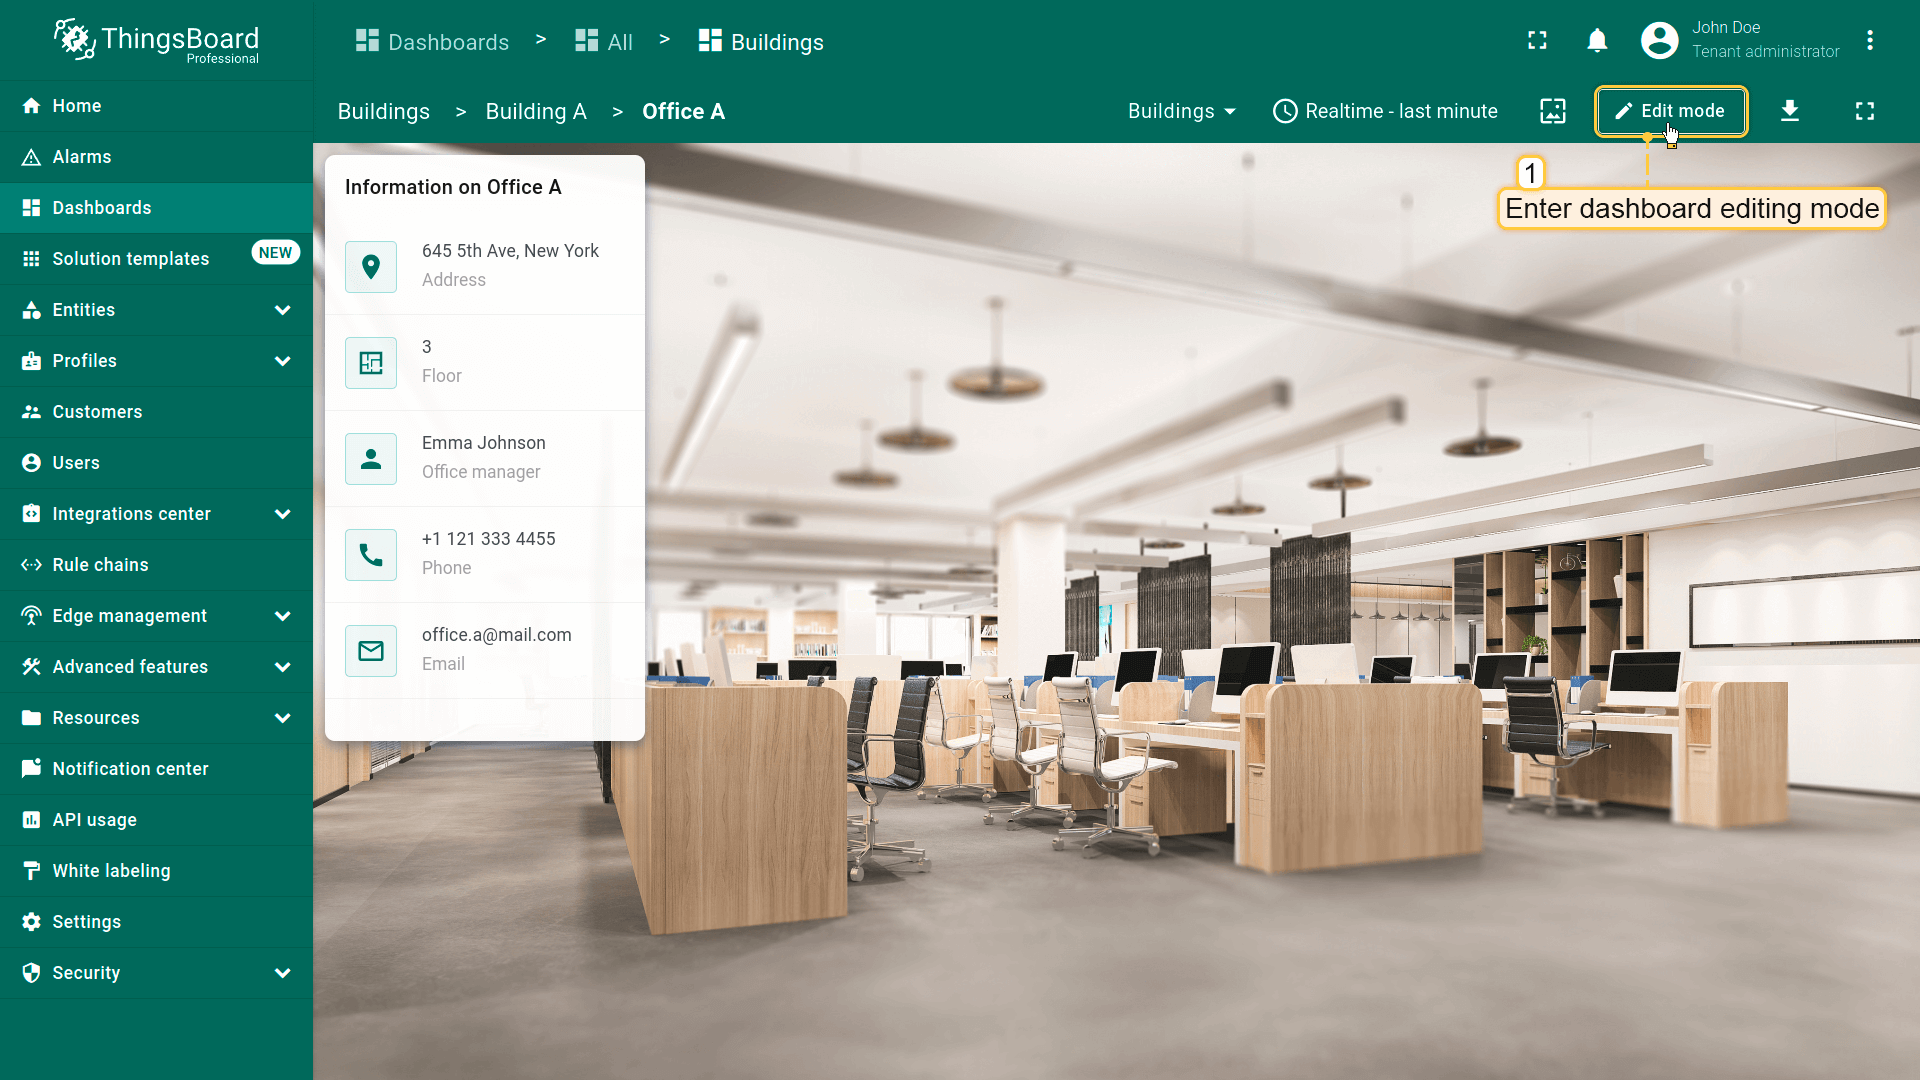 ThingsBoard
Professional
Dashboards > All > Buildings
John Doe
Tenant administrator
Home
Alarms
Dashboards
Solution templates NEW
Entities
Profiles
Customers
Users
Integrations center
Rule chains
Edge management
Advanced features
Resources
Notification center
API usage
White labeling
Settings
Security
Buildings > Building A > Office A
Buildings
Realtime - last minute
Edit mode
1
Enter dashboard editing mode
Information on Office A
645 5th Ave, New York
Address
3
Floor
Emma Johnson
Office manager
+1 121 333 4455
Phone
office.a@mail.com
Email